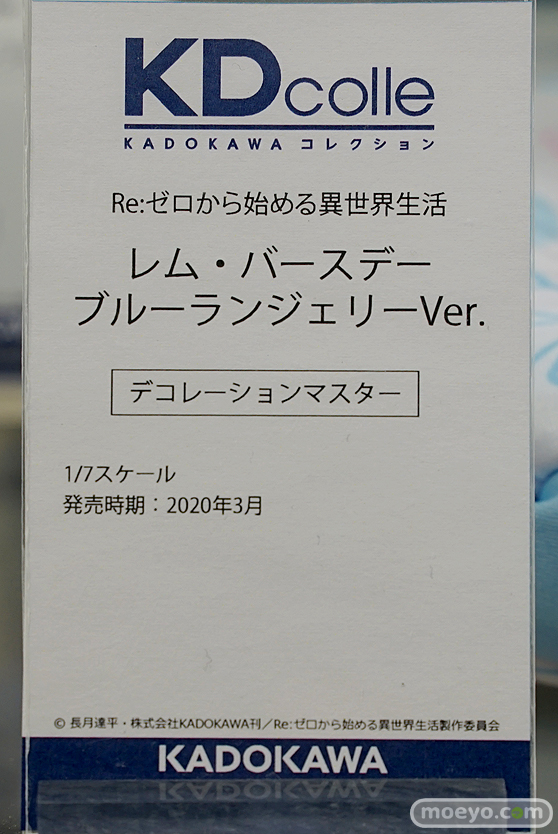 KDcolle
KADOKAWA コレクション
Re:ゼロから始める異世界生活
レム・バースデー
ブルーランジェリーVer.
デコレーションマスター
1/7スケール
発売時期：2020年3月
© 長月達平・株式会社KADOKAWA刊／Re:ゼロから始める異世界生活製作委員会
KADOKAWA
moeyo.com